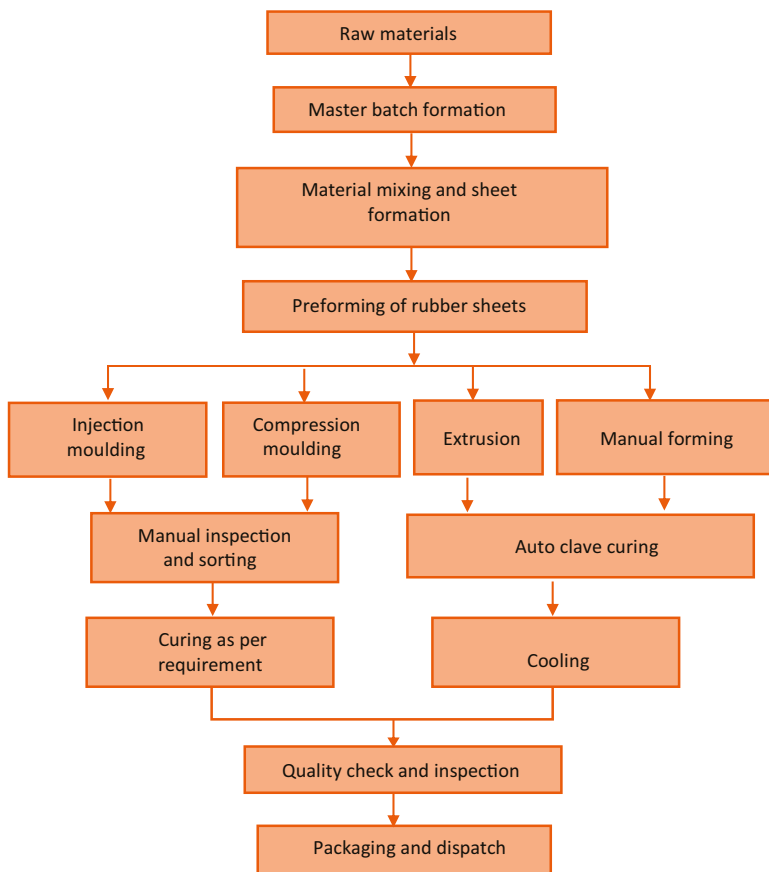 Raw materials
Master batch formation
Material mixing and sheet
formation
Preforming of rubber sheets
Injection
moulding
Compression
moulding
Extrusion
Manual forming
Manual inspection
and sorting
Auto clave curing
Curing as per
requirement
Cooling
Quality check and inspection
Packaging and dispatch